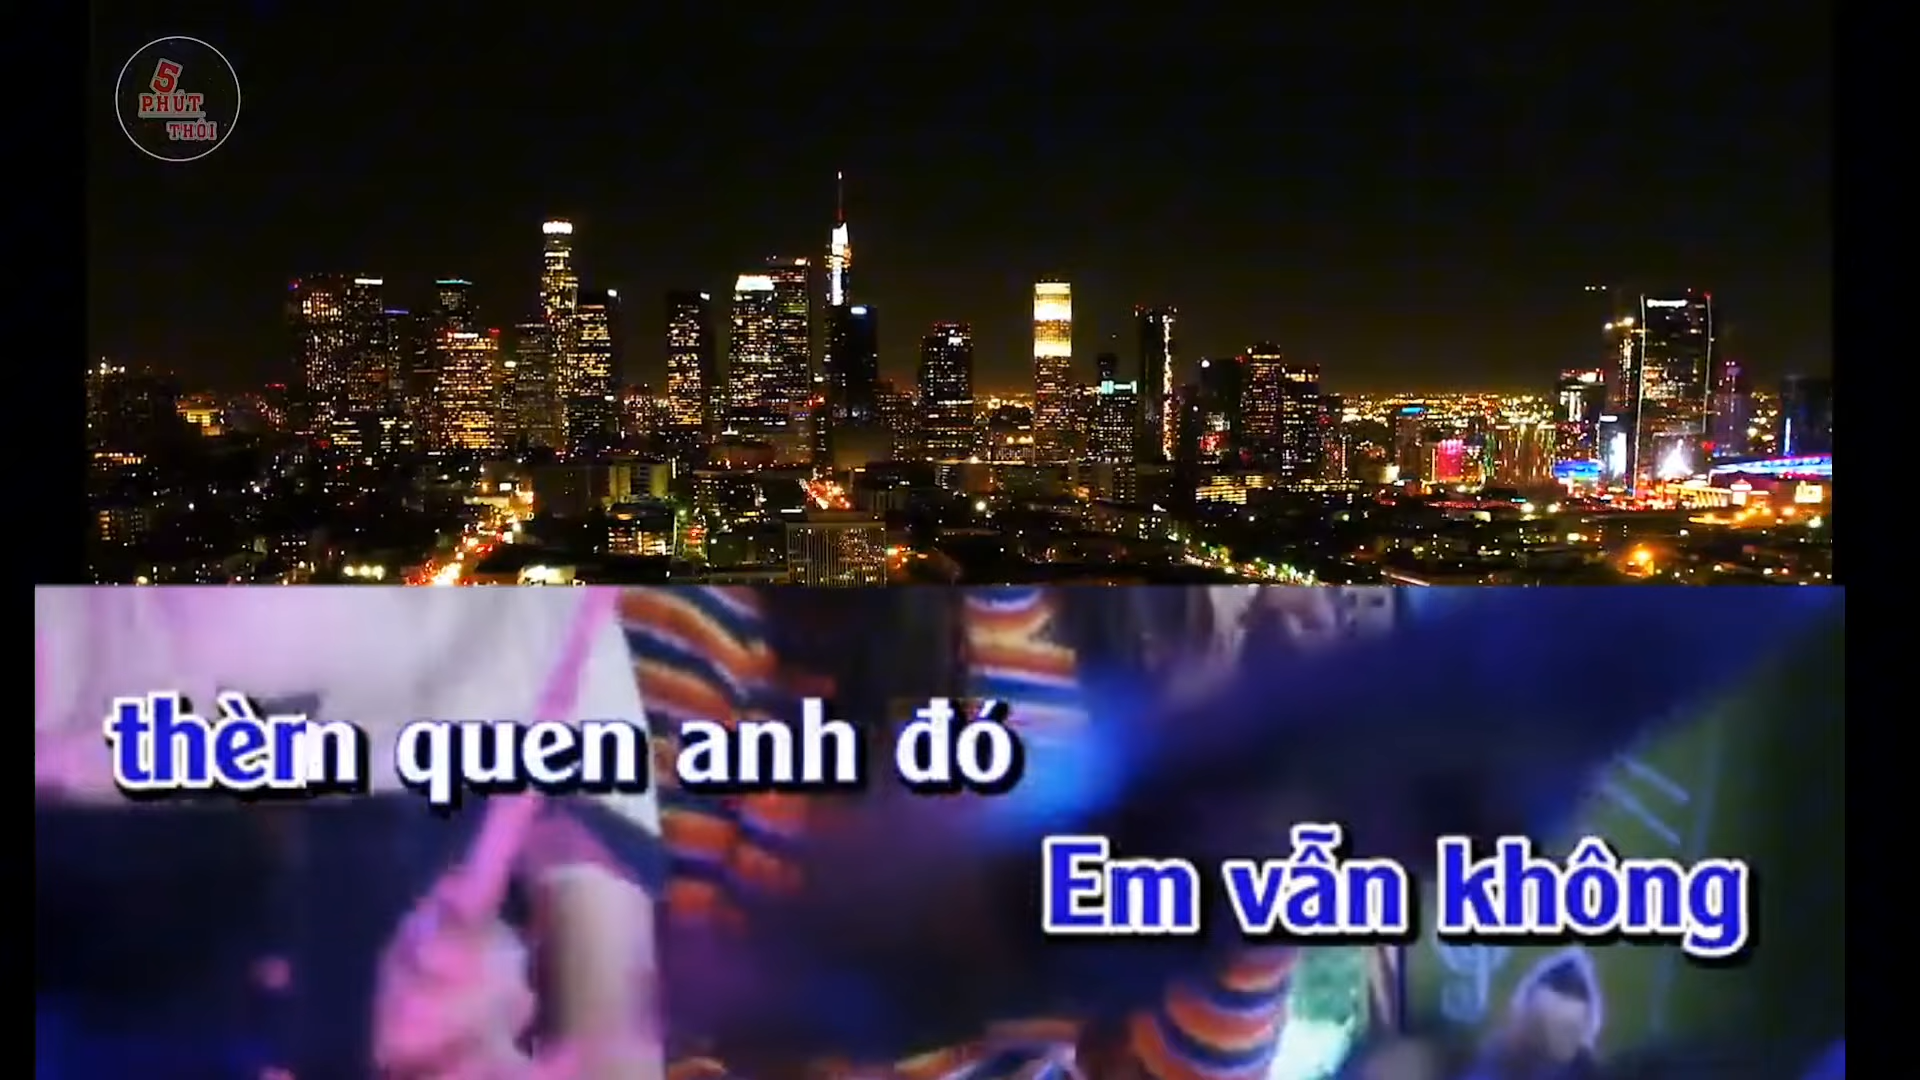 5
PHÚT
THÔI
thèm quen anh đó
Em vẫn không